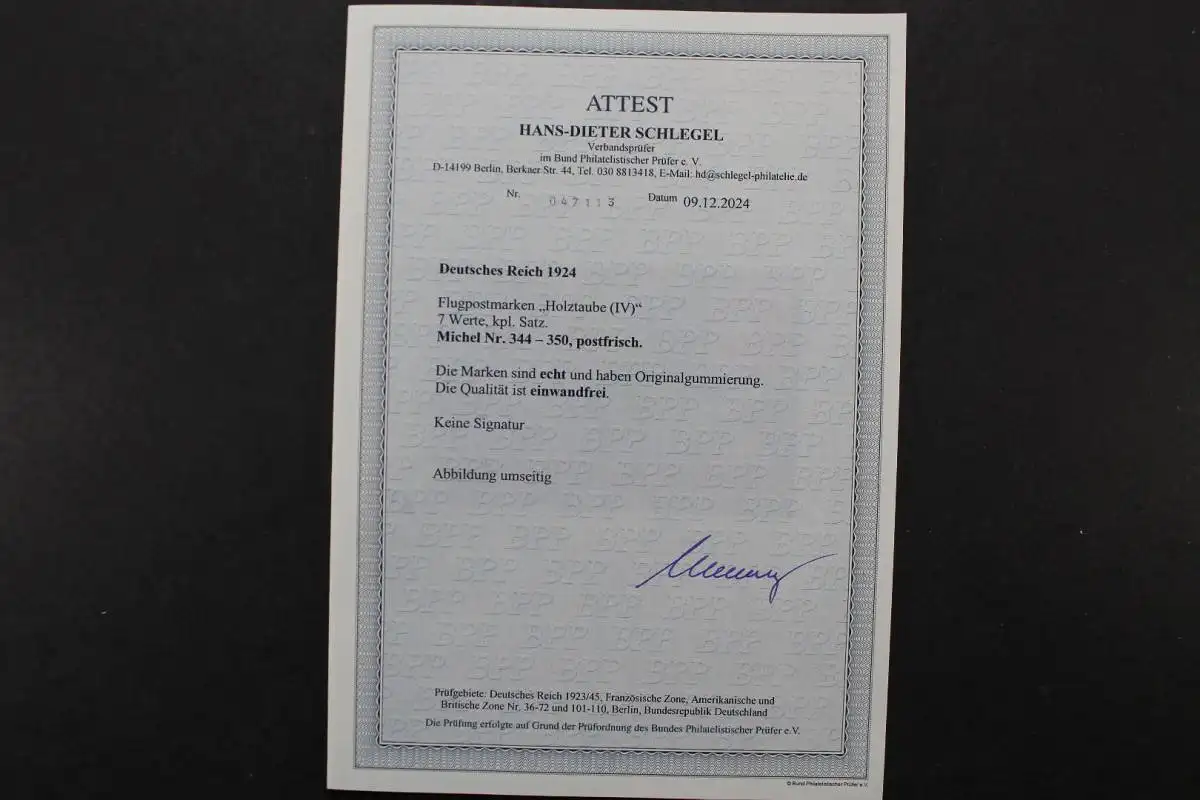 ATTEST
HANS-DIETER SCHLEGEL
Verbandsprüfer
im Bund Philatelistischer Prüfer e. V.
D-14199 Berlin, Berkaer Str. 44, Tel. 030 8813418, E-Mail: hd@schlegel-philatelie.de
Nr. 047113 Datum 09.12.2024
Deutsches Reich 1924
Flugpostmarken „Holztaube (IV)“
7 Werte, kpl. Satz.
Michel Nr. 344 – 350, postfrisch.
Die Marken sind echt und haben Originalgummierung.
Die Qualität ist einwandfrei.
Keine Signatur
Abbildung umseitig
Prüfgebiete: Deutsches Reich 1923/45, Französische Zone, Amerikanische und
Britische Zone Nr. 36-72 und 101-110, Berlin, Bundesrepublik Deutschland
Die Prüfung erfolgte auf Grund der Prüfordnung des Bundes Philatelistischer Prüfer e.V.
© Bund Philatelistischer Prüfer e.V.